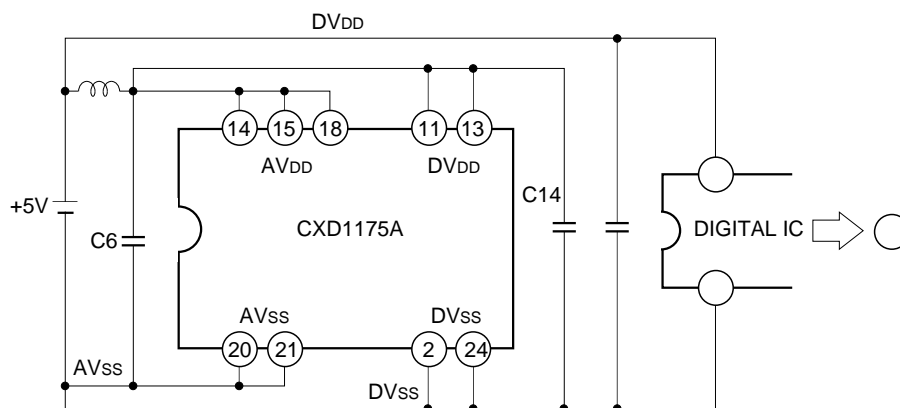 DVDD
14 15 18 11 13
AVDD DVDD
+5V
C6
CXD1175A
C14
DIGITAL IC
AVSS DVSS
20 21 2 24
AVSS
DVSS